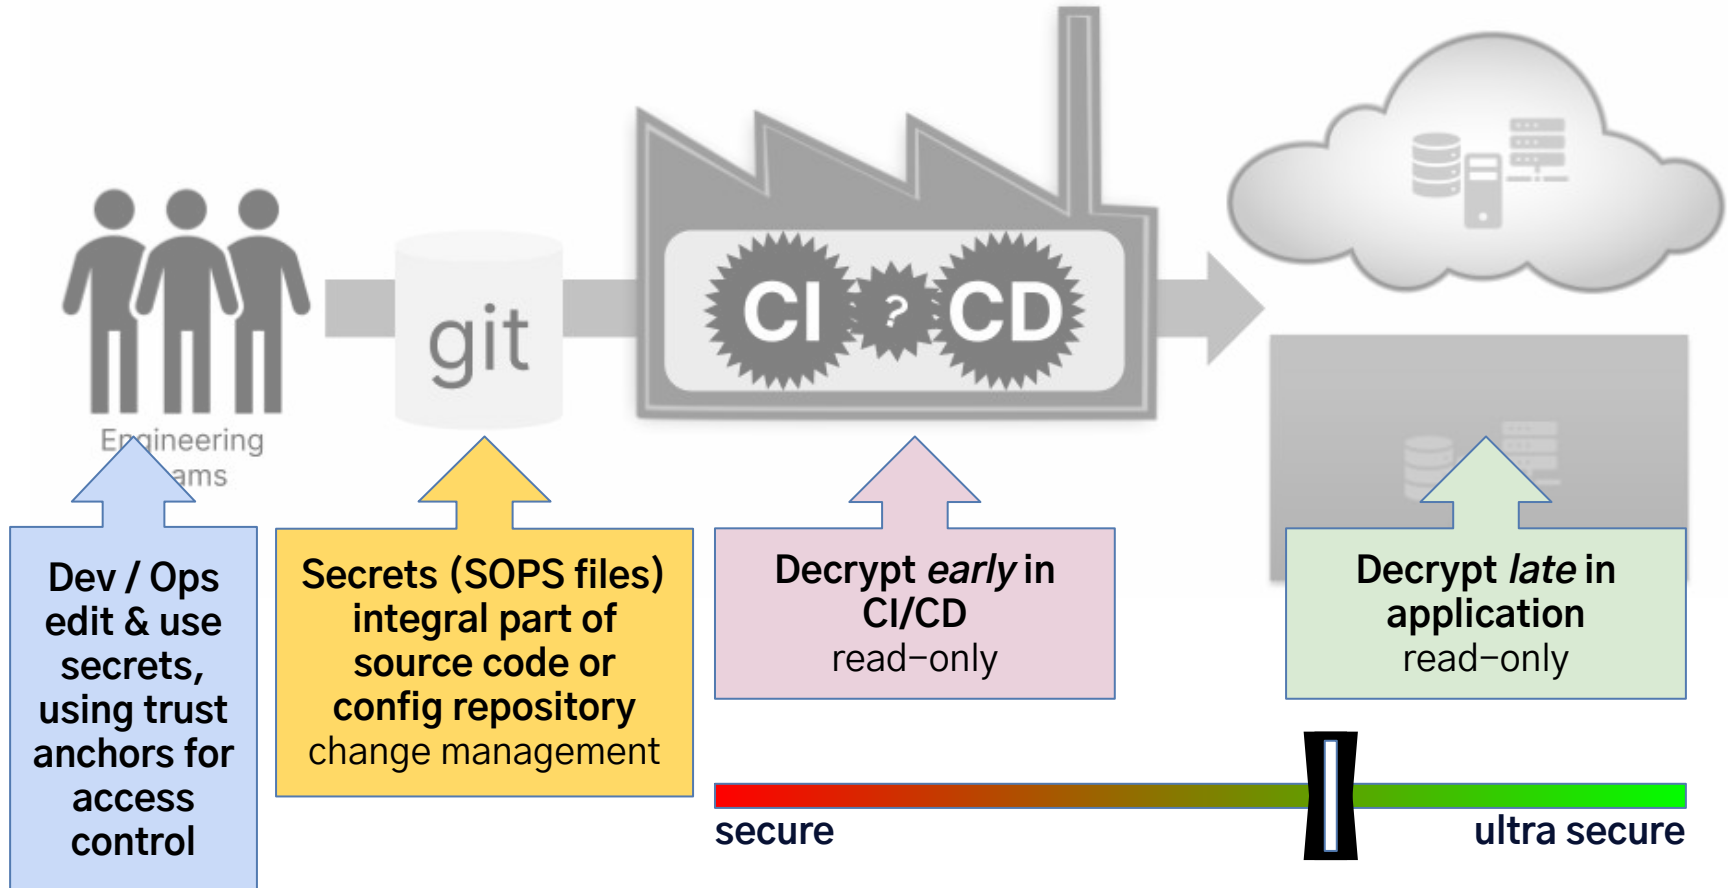 git
CI ? CD
Engineering
ams
Dev / Ops
edit & use
secrets,
using trust
anchors for
access
control
Secrets (SOPS files)
integral part of
source code or
config repository
change management
Decrypt early in
CI/CD
read-only
Decrypt late in
application
read-only
secure
ultra secure